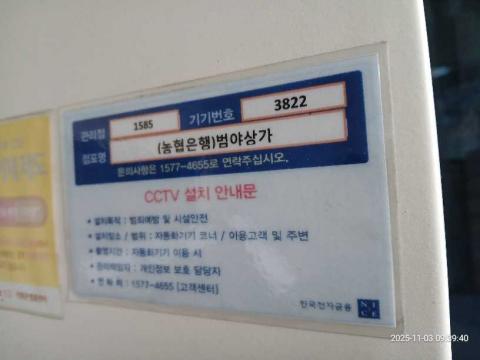 관리점 1585 기기번호 3822
점포명 (농협은행)범야상가
문의사항은 1577-4655로 연락주십시오.
CCTV 설치 안내문
• 설치목적 : 범죄예방 및 시설안전
• 설치장소 / 범위 : 자동화기기 코너 / 이용고객 및 주변
• 촬영시간 : 자동화기기 이용 시
• 관리책임자 : 개인정보 보호 담당자
• 연 락 처 : 1577-4655 [고객센터]
한국전자금융 NICE
2025-11-03 09:39:40